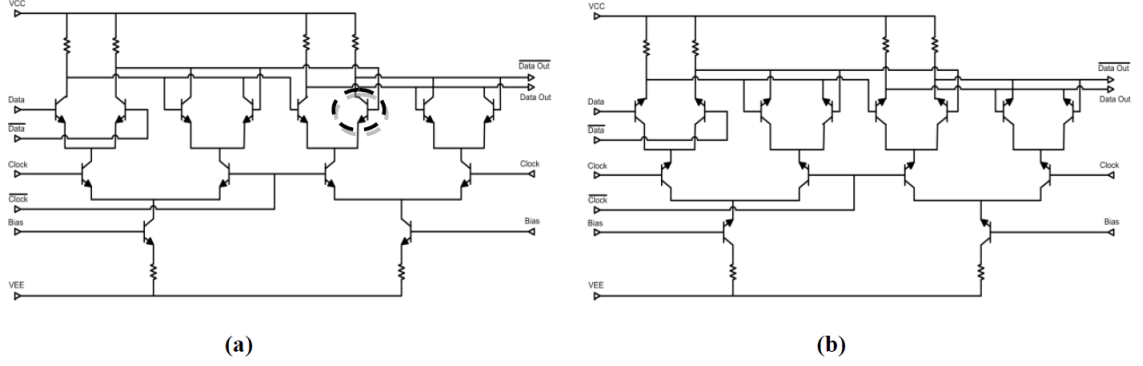 VCC
Data Out
Data Out
Data
Data
Clock
Clock
Clock
Bias
Bias
VEE
(a)
VCC
Data Out
Data Out
Data
Data
Clock
Clock
Clock
Bias
Bias
VEE
(b)